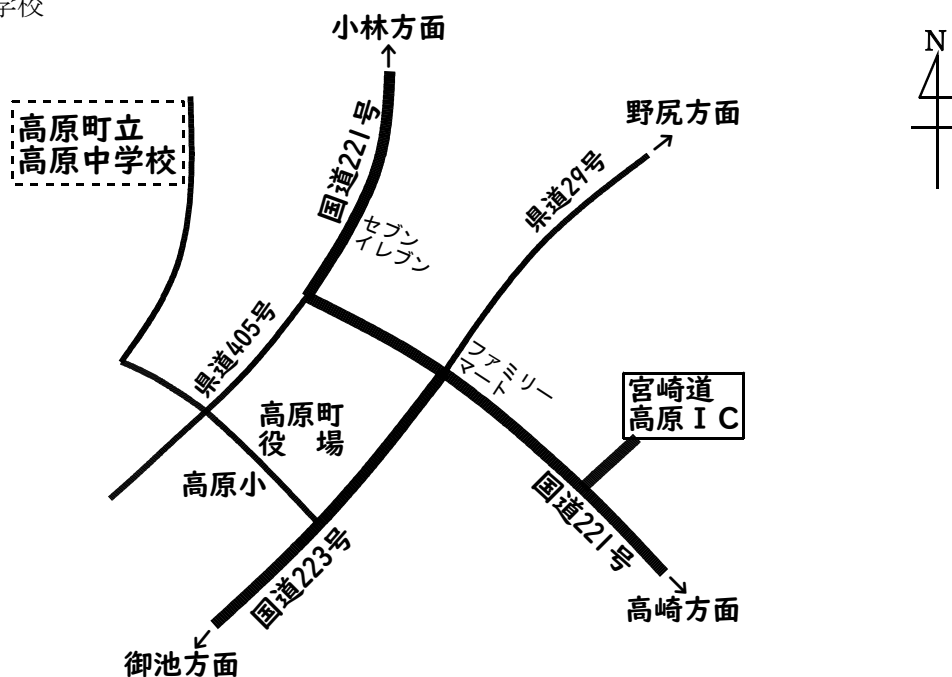 学校
小林方面
N
高原町立
高原中学校
国道221号
野尻方面
県道29号
セブン
イレブン
県道405号
ファミリー
マート
宮崎道
高原IC
高原町
役 場
高原小
国道221号
国道223号
高崎方面
御池方面